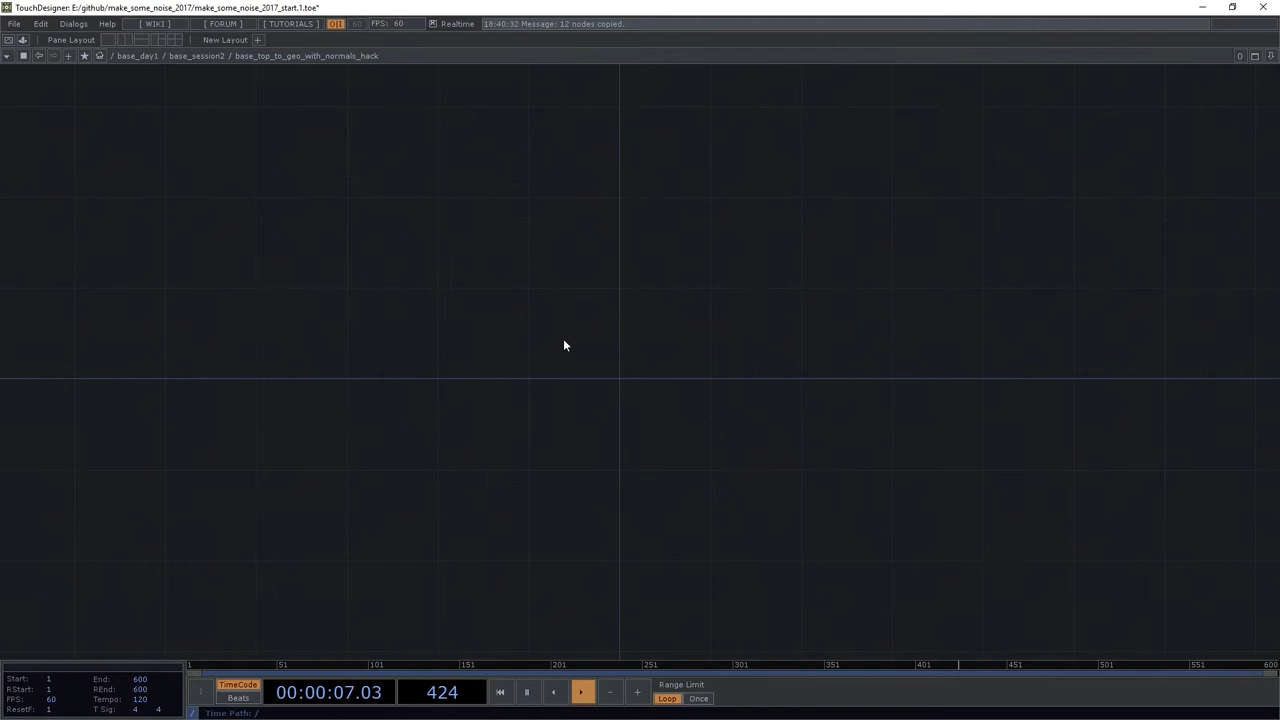 TouchDesigner: E:/github/make_some_noise_2017/make_some_noise_2017_start.1.toe*
File Edit Dialogs Help [ WIKI ] [ FORUM ] [ TUTORIALS ] O|I 60 FPS: 60 Realtime 18:40:32 Message: 12 nodes copied.
Pane Layout New Layout +
/ base_day1 / base_session2 / base_top_to_geo_with_normals_hack 0
1 51 101 151 201 251 301 351 401 451 501 551 600
Start: 1 End: 600
RStart: 1 REnd: 600
FPS: 60 Tempo: 120
ResetF: 1 T Sig: 4 4
TimeCode
Beats
00:00:07.03 424
- +
Range Limit
Loop Once
/ Time Path: /